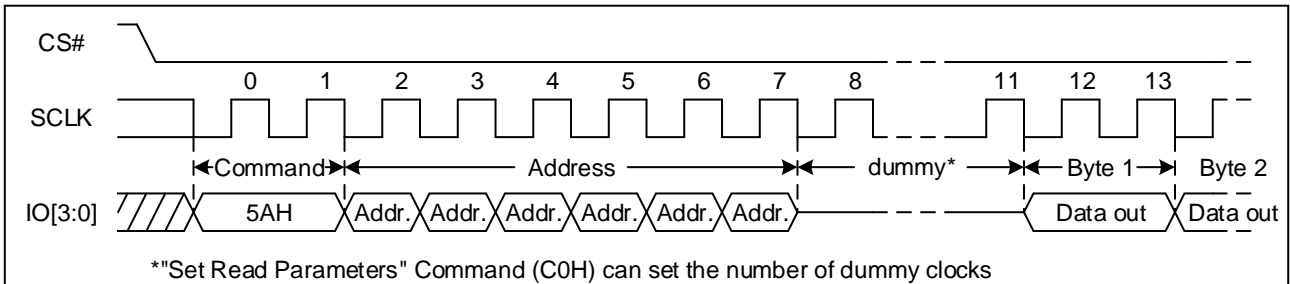 CS#
0 1 2 3 4 5 6 7 8 11 12 13
SCLK
Command Address dummy* Byte 1 Byte 2
IO[3:0] 5AH Addr. Addr. Addr. Addr. Addr. Addr. Data out Data out
*"Set Read Parameters" Command (C0H) can set the number of dummy clocks